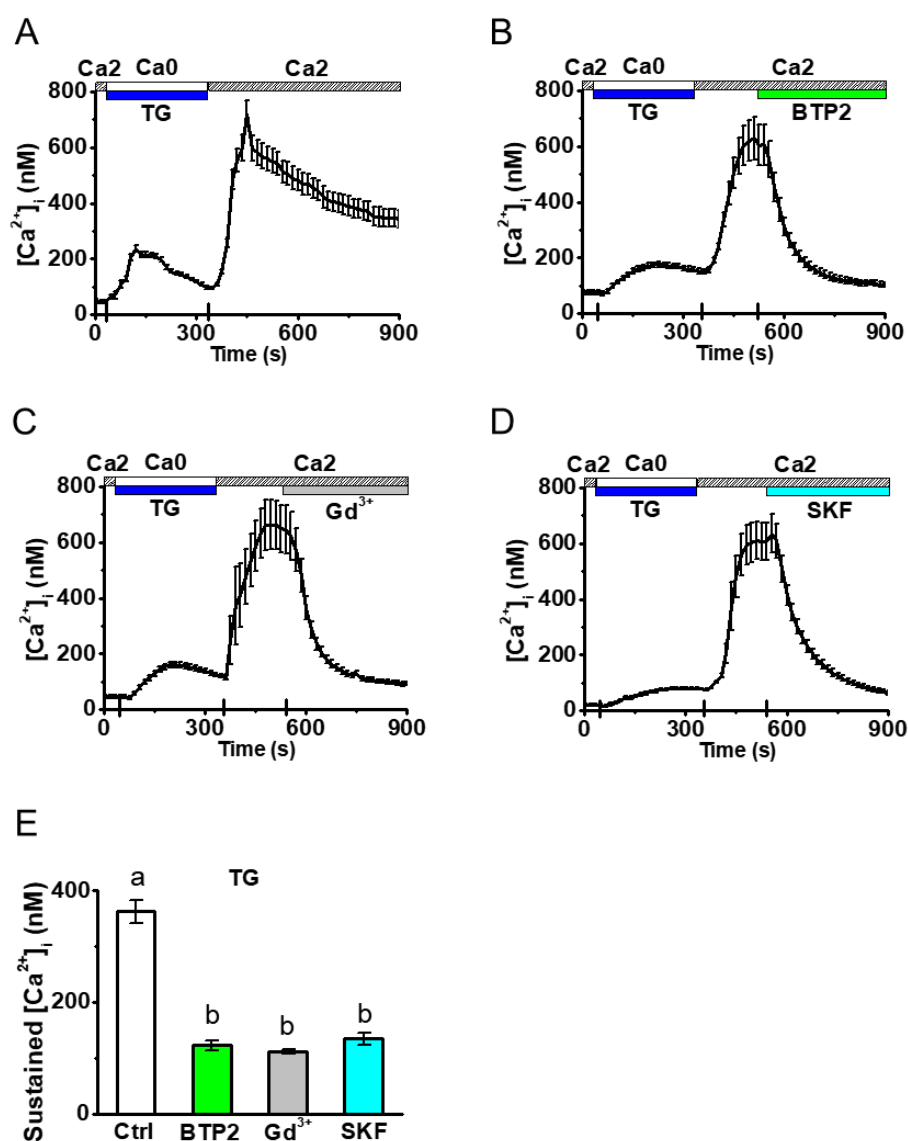 A
Ca2 Ca0 Ca2
TG
800
600
400
200
0
[Ca²⁺]ᵢ (nM)
0 300 600 900
Time (s)
B
Ca2 Ca0 Ca2
TG BTP2
800
600
400
200
0
[Ca²⁺]ᵢ (nM)
0 300 600 900
Time (s)
C
Ca2 Ca0 Ca2
TG Gd³⁺
800
600
400
200
0
[Ca²⁺]ᵢ (nM)
0 300 600 900
Time (s)
D
Ca2 Ca0 Ca2
TG SKF
800
600
400
200
0
[Ca²⁺]ᵢ (nM)
0 300 600 900
Time (s)
E
TG
400
200
0
Sustained [Ca²⁺]ᵢ (nM)
a b b b
Ctrl BTP2 Gd³⁺ SKF